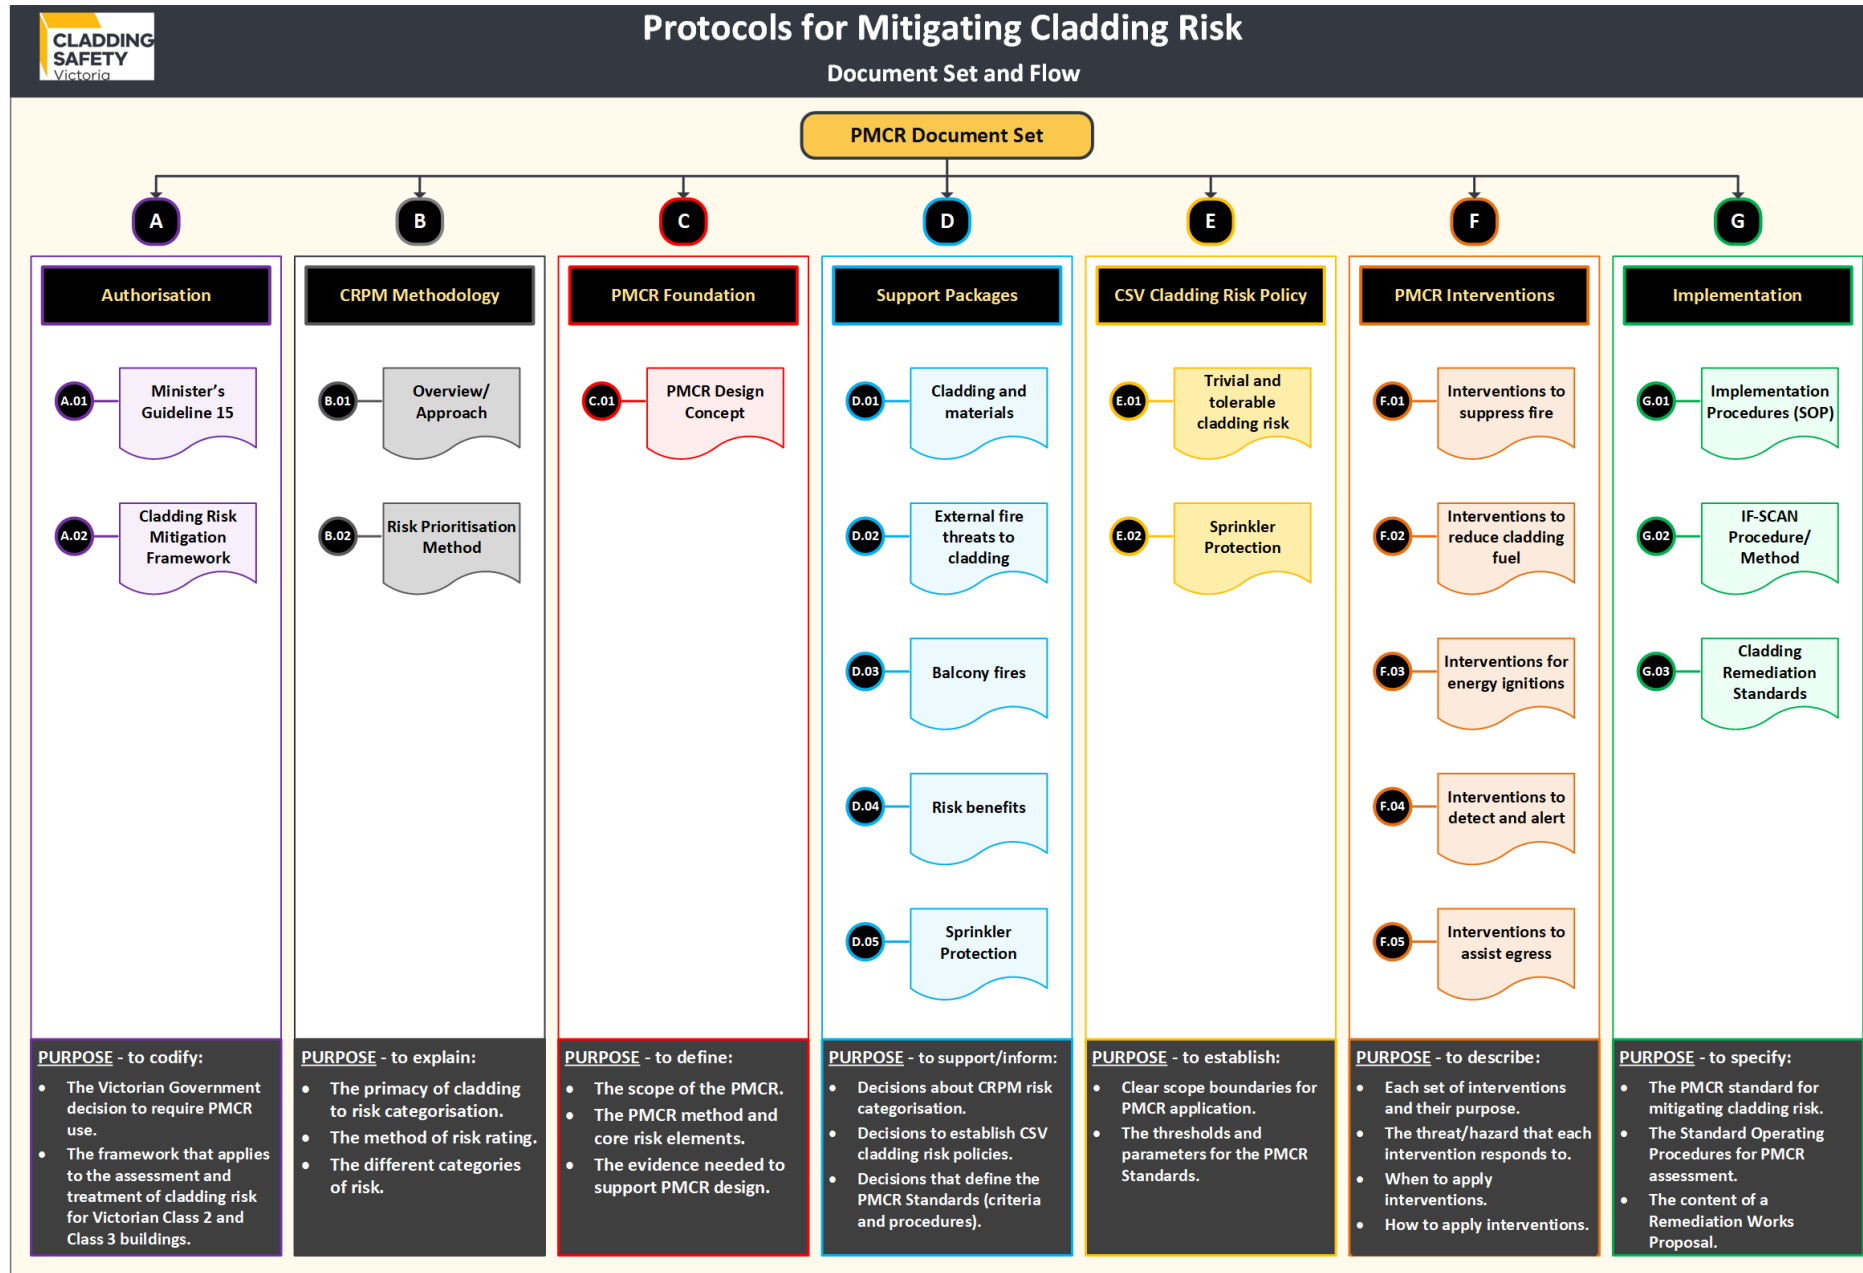 CLADDING
SAFETY
Victoria
Protocols for Mitigating Cladding Risk
Document Set and Flow
PMCR Document Set
A
B
C
D
E
F
G
Authorisation
CRPM Methodology
PMCR Foundation
Support Packages
CSV Cladding Risk Policy
PMCR Interventions
Implementation
A.01
Minister's
Guideline 15
A.02
Cladding Risk
Mitigation
Framework
B.01
Overview/
Approach
B.02
Risk Prioritisation
Method
C.01
PMCR Design
Concept
D.01
Cladding and
materials
D.02
External fire
threats to
cladding
D.03
Balcony fires
D.04
Risk benefits
D.05
Sprinkler
Protection
E.01
Trivial and
tolerable
cladding risk
E.02
Sprinkler
Protection
F.01
Interventions to
suppress fire
F.02
Interventions to
reduce cladding
fuel
F.03
Interventions for
energy ignitions
F.04
Interventions to
detect and alert
F.05
Interventions to
assist egress
G.01
Implementation
Procedures (SOP)
G.02
IF-SCAN
Procedure/
Method
G.03
Cladding
Remediation
Standards
PURPOSE - to codify:
• The Victorian Government
decision to require PMCR
use.
• The framework that applies
to the assessment and
treatment of cladding risk
for Victorian Class 2 and
Class 3 buildings.
PURPOSE - to explain:
• The primacy of cladding
to risk categorisation.
• The method of risk rating.
• The different categories
of risk.
PURPOSE - to define:
• The scope of the PMCR.
• The PMCR method and
core risk elements.
• The evidence needed to
support PMCR design.
PURPOSE - to support/inform:
• Decisions about CRPM risk
categorisation.
• Decisions to establish CSV
cladding risk policies.
• Decisions that define the
PMCR Standards (criteria
and procedures).
PURPOSE - to establish:
• Clear scope boundaries for
PMCR application.
• The thresholds and
parameters for the PMCR
Standards.
PURPOSE - to describe:
• Each set of interventions
and their purpose.
• The threat/hazard that each
intervention responds to.
• When to apply
interventions.
• How to apply interventions.
PURPOSE - to specify:
• The PMCR standard for
mitigating cladding risk.
• The Standard Operating
Procedures for PMCR
assessment.
• The content of a
Remediation Works
Proposal.